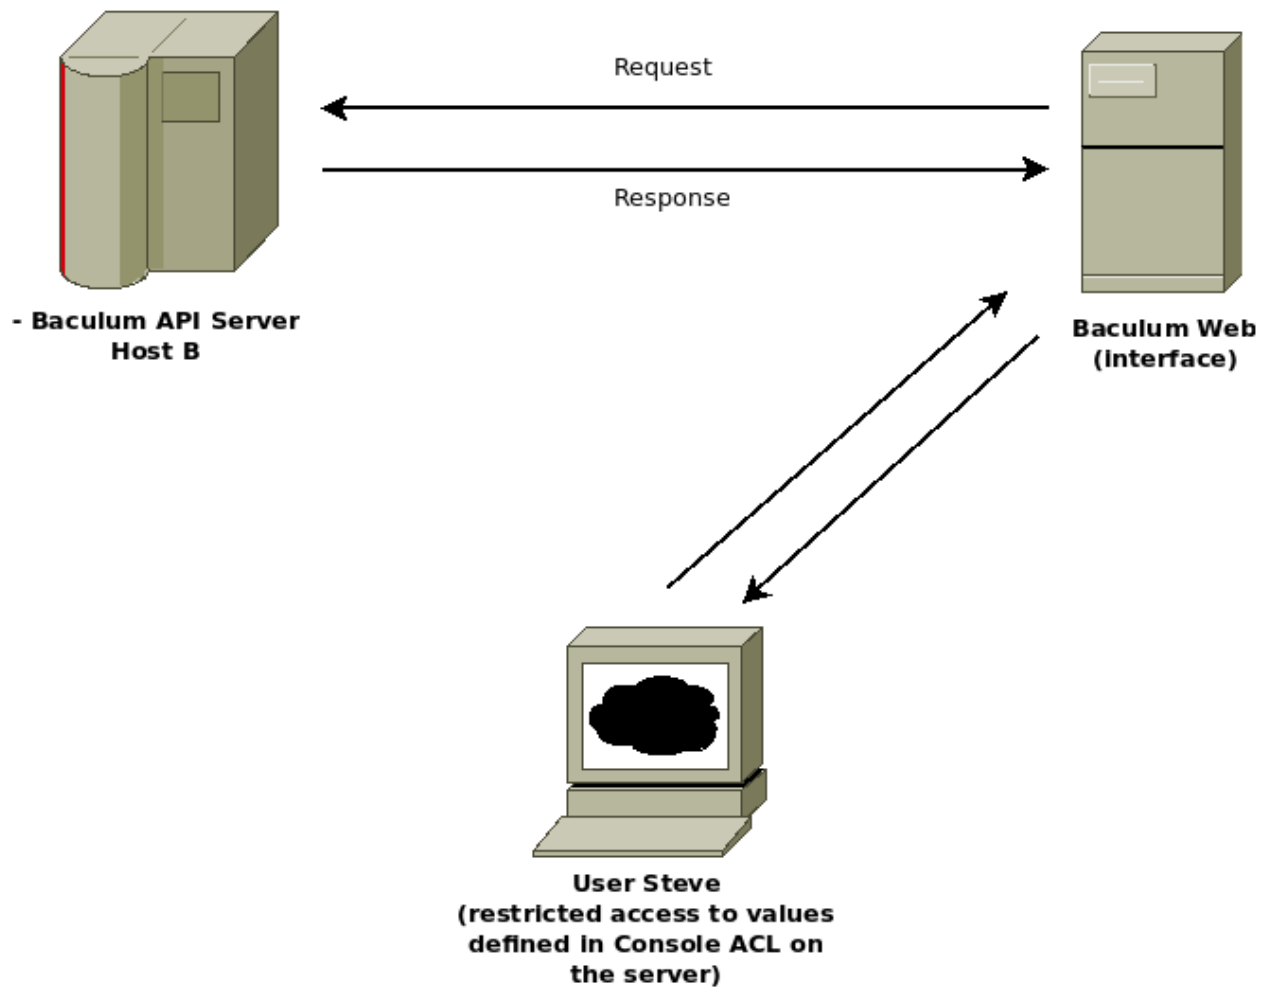 Request
Response
- Baculum API Server
Host B
Baculum Web
(interface)
User Steve
(restricted access to values
defined in Console ACL on
the server)